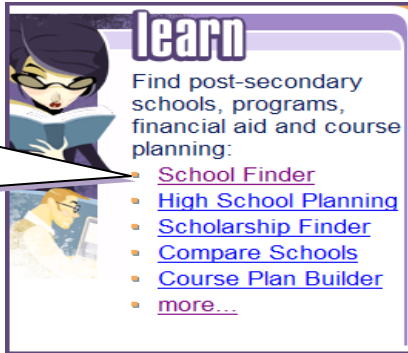 learn
Find post-secondary
schools, programs,
financial aid and course
planning:
School Finder
High School Planning
Scholarship Finder
Compare Schools
Course Plan Builder
more...